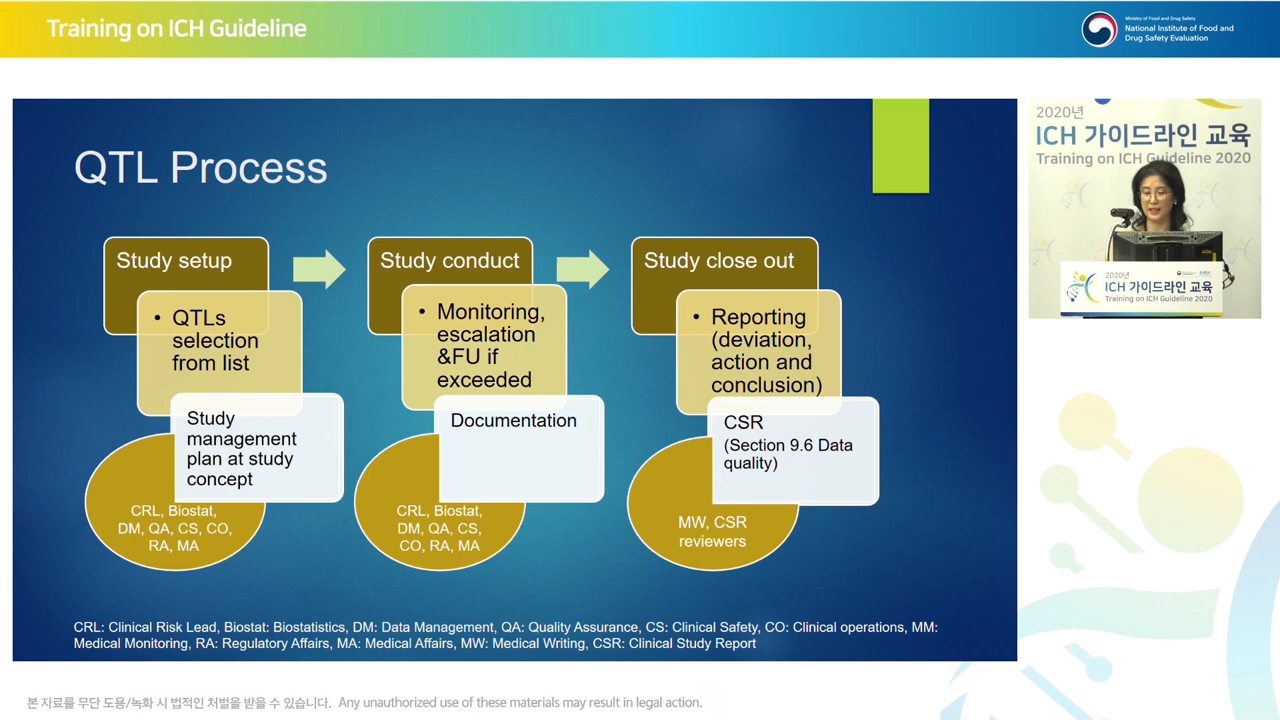 Training on ICH Guideline
Ministry of Food and Drug Safety
National Institute of Food and
Drug Safety Evaluation
QTL Process
Study setup
• QTLs
selection
from list
Study
management
plan at study
concept
CRL, Biostat,
DM, QA, CS, CO,
RA, MA
Study conduct
• Monitoring,
escalation
&FU if
exceeded
Documentation
CRL, Biostat,
DM, QA, CS,
CO, RA, MA
Study close out
• Reporting
(deviation,
action and
conclusion)
CSR
(Section 9.6 Data
quality)
MW, CSR
reviewers
CRL: Clinical Risk Lead, Biostat: Biostatistics, DM: Data Management, QA: Quality Assurance, CS: Clinical Safety, CO: Clinical operations, MM:
Medical Monitoring, RA: Regulatory Affairs, MA: Medical Affairs, MW: Medical Writing, CSR: Clinical Study Report
2020년
ICH 가이드라인 교육
Training on ICH Guideline 2020
2020년
ICH 가이드라인 교육
Training on ICH Guideline 2020
본 자료를 무단 도용/녹화 시 법적인 처벌을 받을 수 있습니다. Any unauthorized use of these materials may result in legal action.